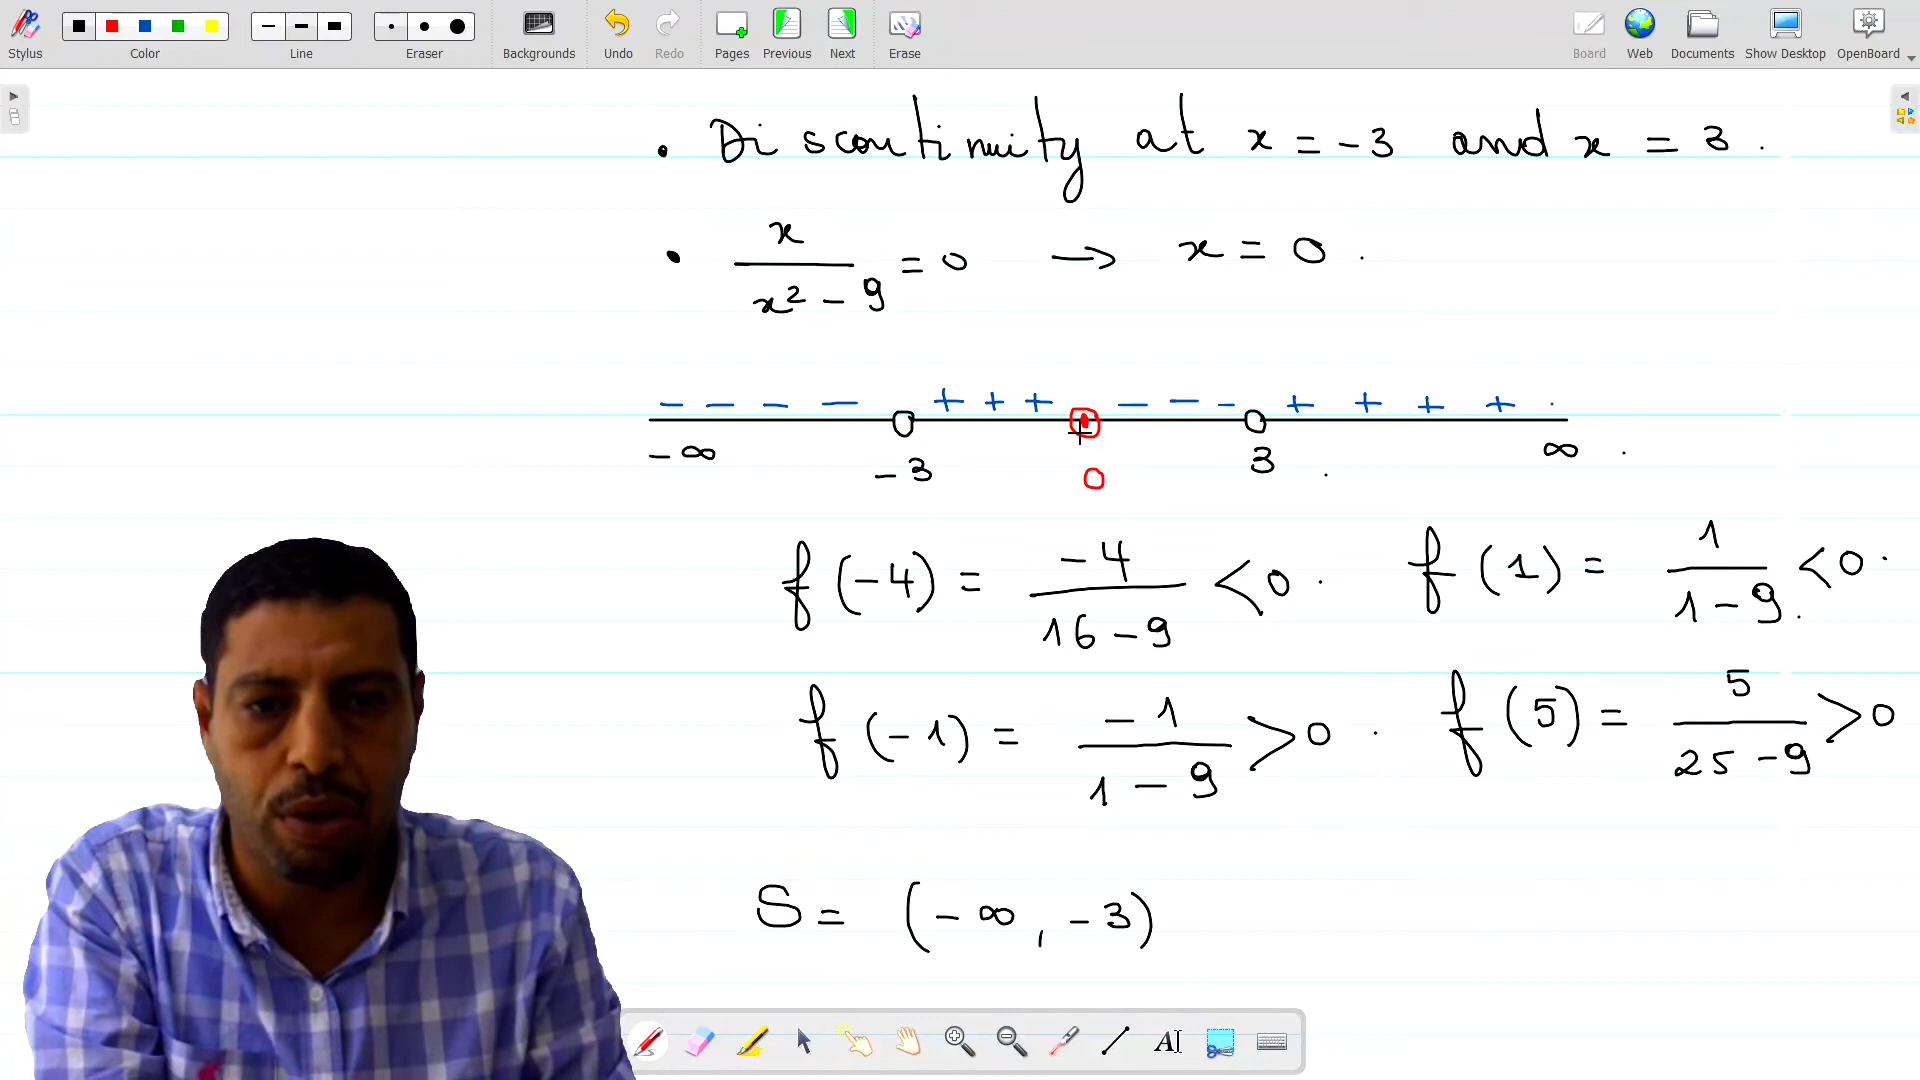 Stylus Color Line Eraser Backgrounds Undo Redo Pages Previous Next Erase Board Web Documents Show Desktop OpenBoard
• Discontinuity at x = -3 and x = 3 .
• x / (x² - 9) = 0 → x = 0 .
- - - - + + + - - - + + + +
-∞ -3 0 3 ∞ .
f(-4) = -4 / (16 - 9) < 0 . f(1) = 1 / (1 - 9) < 0 .
f(-1) = -1 / (1 - 9) > 0 . f(5) = 5 / (25 - 9) > 0
S = (-∞ , -3)
A